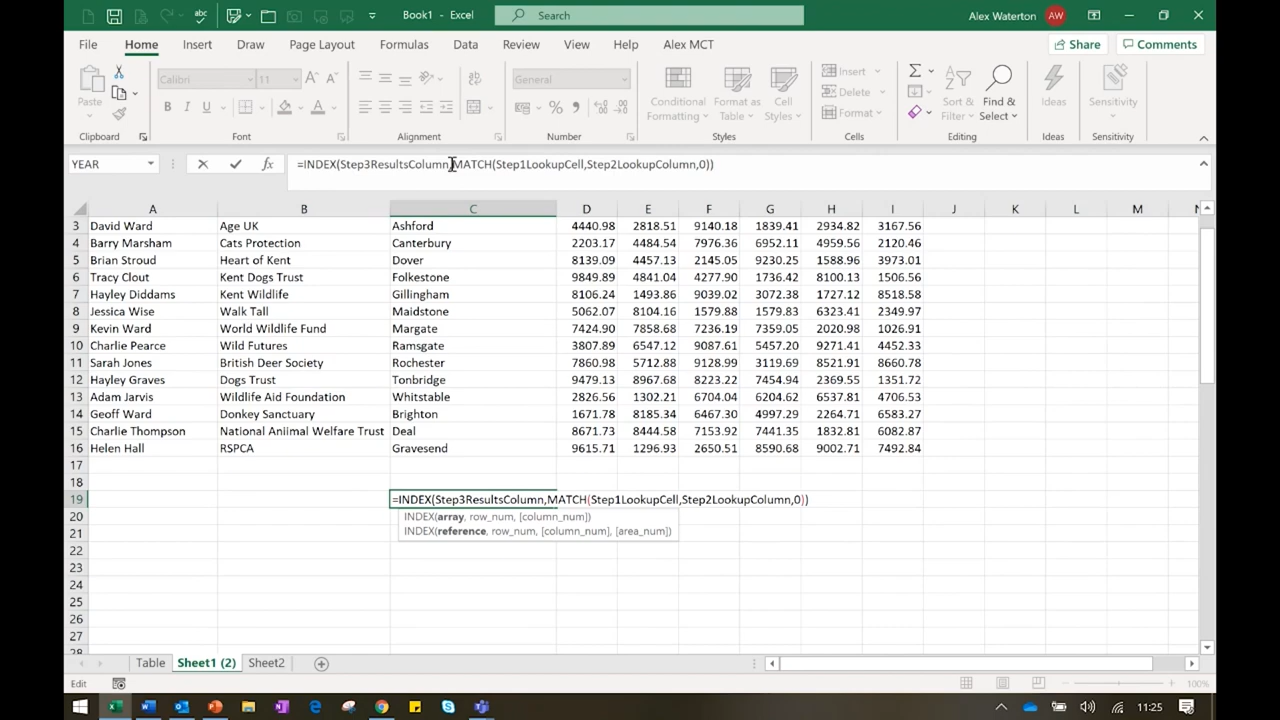 abc Book1 - Excel Search Alex Waterton AW
File Home Insert Draw Page Layout Formulas Data Review View Help Alex MCT Share Comments
Paste Calibri 11 A A General Conditional Formatting Format as Table Cell Styles Insert Delete Format Sort & Filter Find & Select Ideas Sensitivity
B I U A %
Clipboard Font Alignment Number Styles Cells Editing Ideas Sensitivity
YEAR fx =INDEX(Step3ResultsColumn,MATCH(Step1LookupCell,Step2LookupColumn,0))
A B C D E F G H I J K L M N
3 David Ward Age UK Ashford 4440.98 2818.51 9140.18 1839.41 2934.82 3167.56
4 Barry Marsham Cats Protection Canterbury 2203.17 4484.54 7976.36 6952.11 4959.56 2120.46
5 Brian Stroud Heart of Kent Dover 8139.09 4457.13 2145.05 9230.25 1588.96 3973.01
6 Tracy Clout Kent Dogs Trust Folkestone 9849.89 4841.04 4277.90 1736.42 8100.13 1506.56
7 Hayley Diddams Kent Wildlife Gillingham 8106.24 1493.86 9039.02 3072.38 1727.12 8518.58
8 Jessica Wise Walk Tall Maidstone 5062.07 8104.16 1579.88 1579.83 6323.41 2349.97
9 Kevin Ward World Wildlife Fund Margate 7424.90 7858.68 7236.19 7359.05 2020.98 1026.91
10 Charlie Pearce Wild Futures Ramsgate 3807.89 6547.12 9087.61 5457.20 9271.41 4452.33
11 Sarah Jones British Deer Society Rochester 7860.98 5712.88 9128.99 3119.69 8521.91 8660.78
12 Hayley Graves Dogs Trust Tonbridge 9479.13 8967.68 8223.22 7454.94 2369.55 1351.72
13 Adam Jarvis Wildlife Aid Foundation Whitstable 2826.56 1302.21 6704.04 6204.62 6537.81 4706.53
14 Geoff Ward Donkey Sanctuary Brighton 1671.78 8185.34 6467.30 4997.29 2264.71 6583.27
15 Charlie Thompson National Aniimal Welfare Trust Deal 8671.73 8444.58 7153.92 7441.35 1832.81 6082.87
16 Helen Hall RSPCA Gravesend 9615.71 1296.93 2650.51 8590.68 9002.71 7492.84
17
18
19 =INDEX(Step3ResultsColumn,MATCH(Step1LookupCell,Step2LookupColumn,0))
20 INDEX(array, row_num, [column_num])
21 INDEX(reference, row_num, [column_num], [area_num])
22
23
24
25
26
27
28
Table Sheet1 (2) Sheet2
Edit 100%
11:25